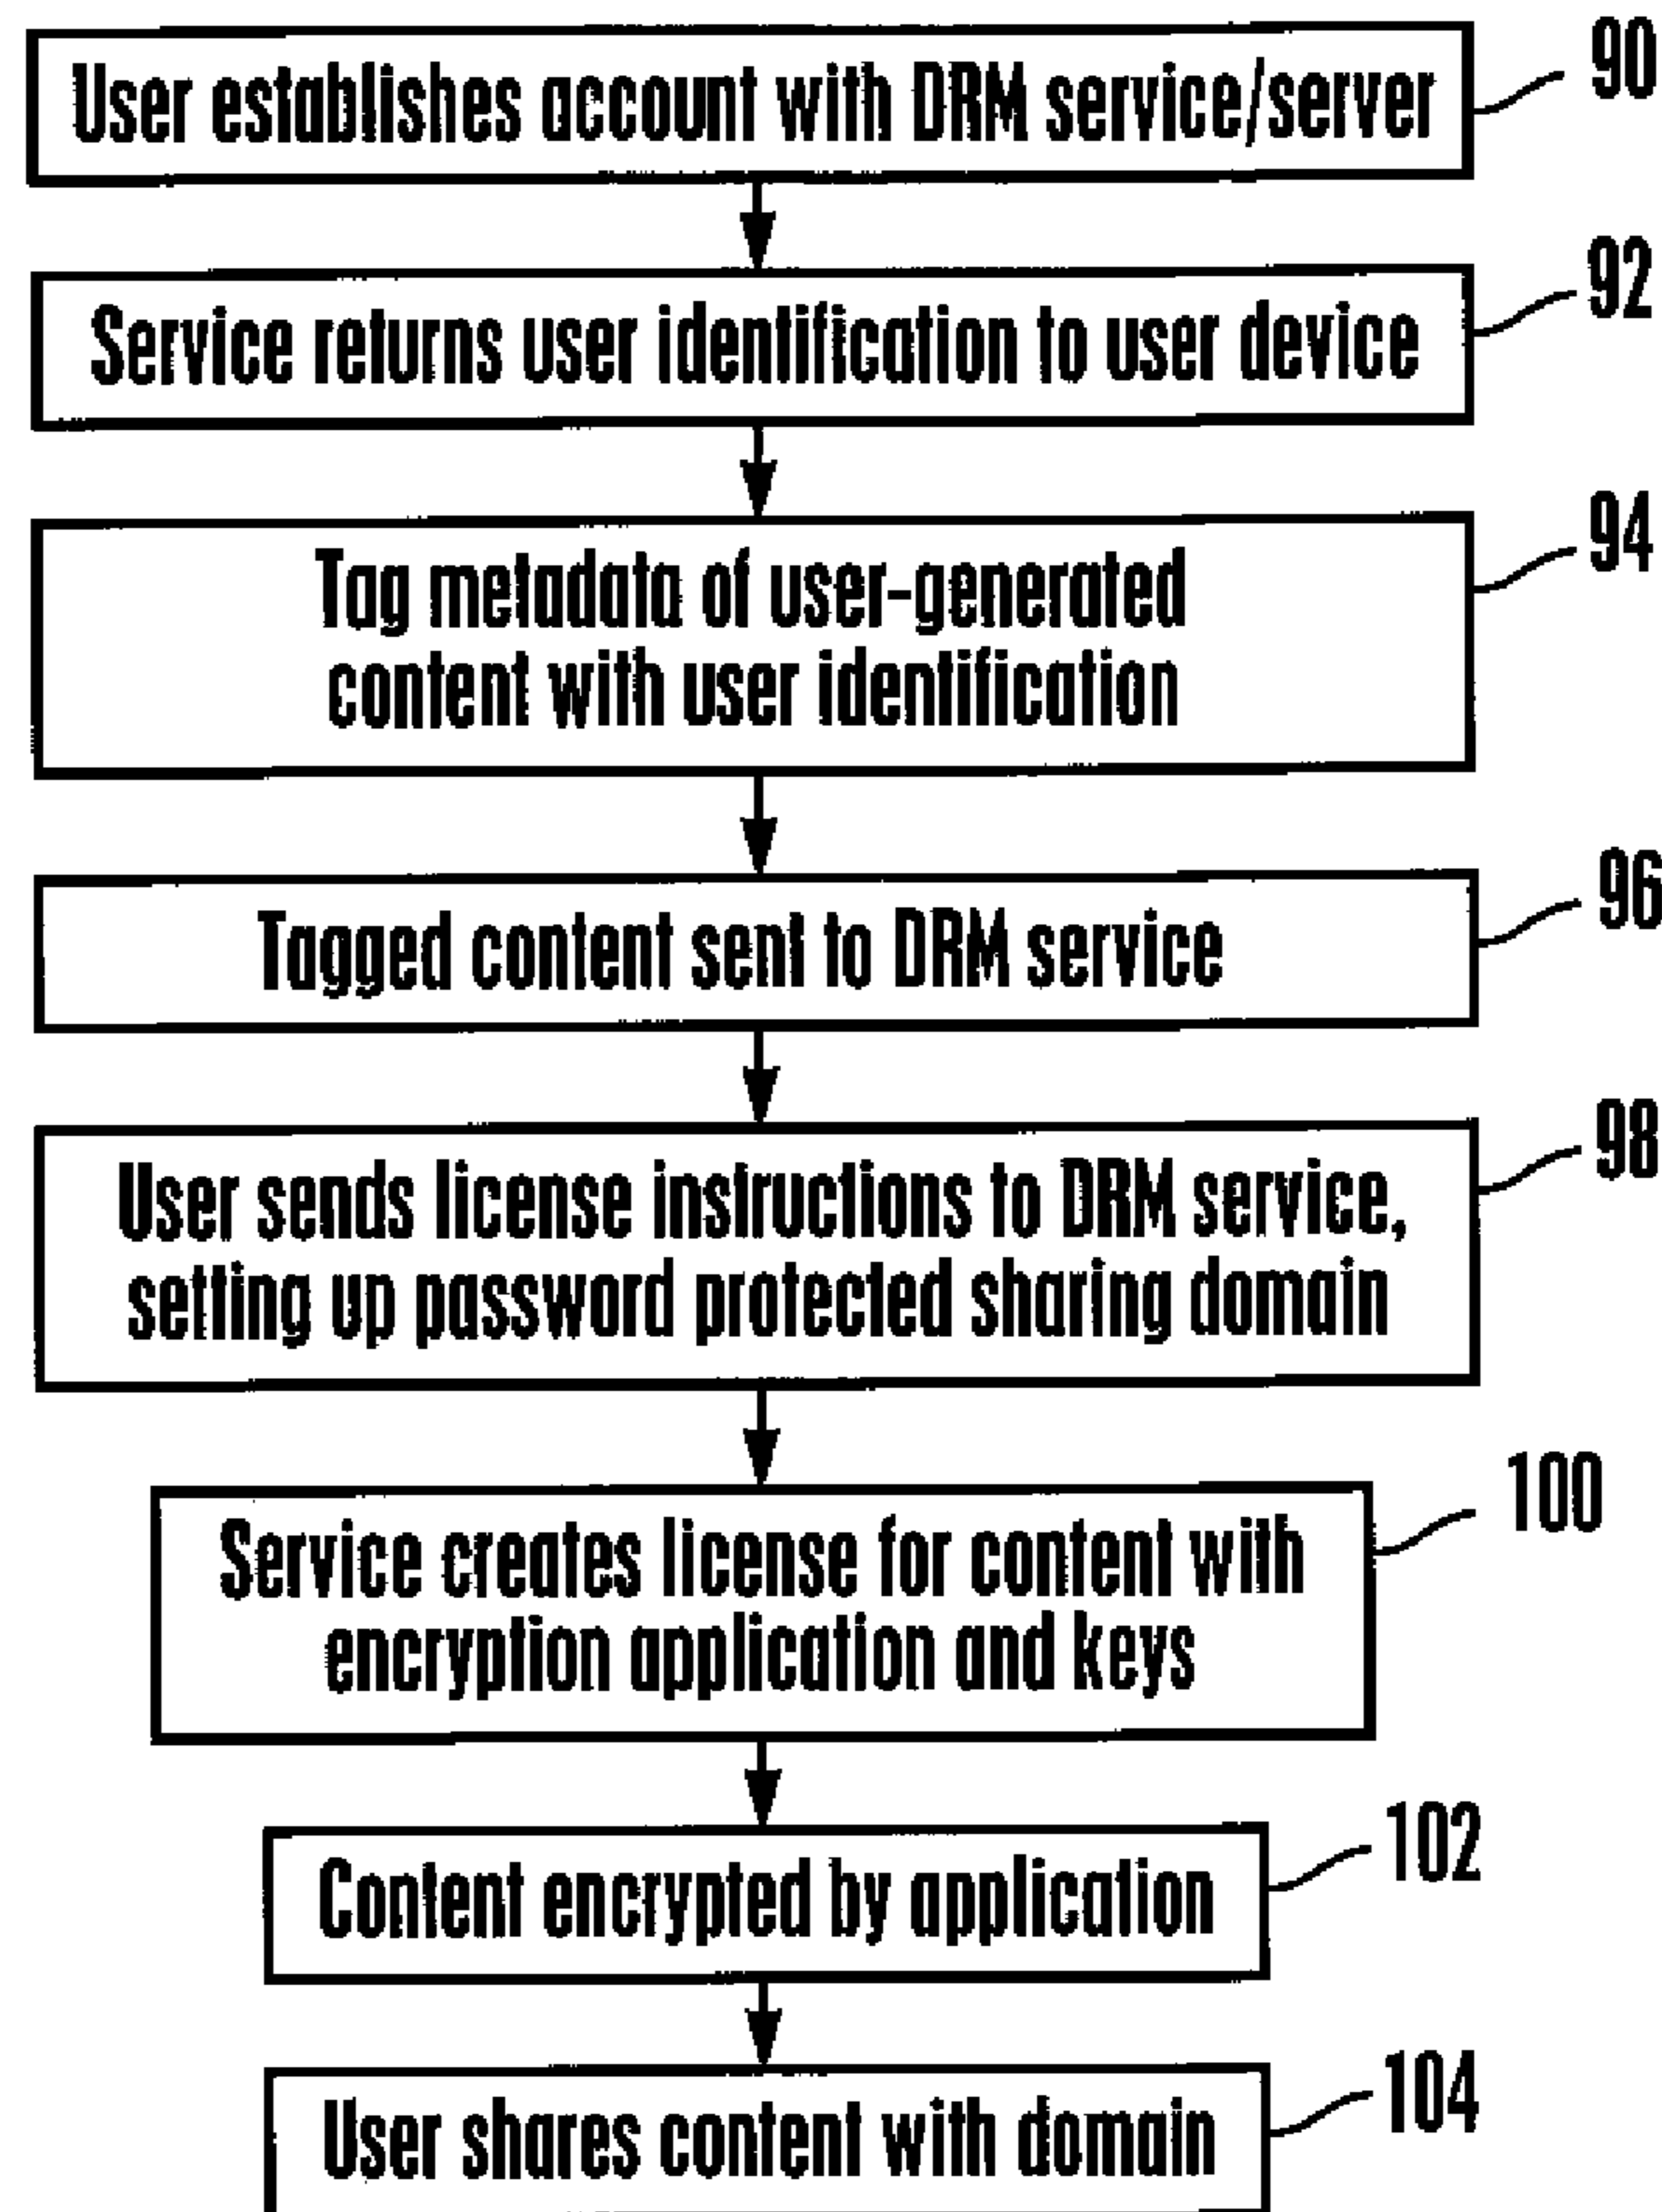 User establishes account with DRM service/server
90
Service returns user identification to user device
92
Tag metadata of user-generated
content with user identification
94
Tagged content sent to DRM service
96
User sends license instructions to DRM service,
setting up password protected sharing domain
98
Service creates license for content with
encryption application and keys
100
Content encrypted by application
102
User shares content with domain
104